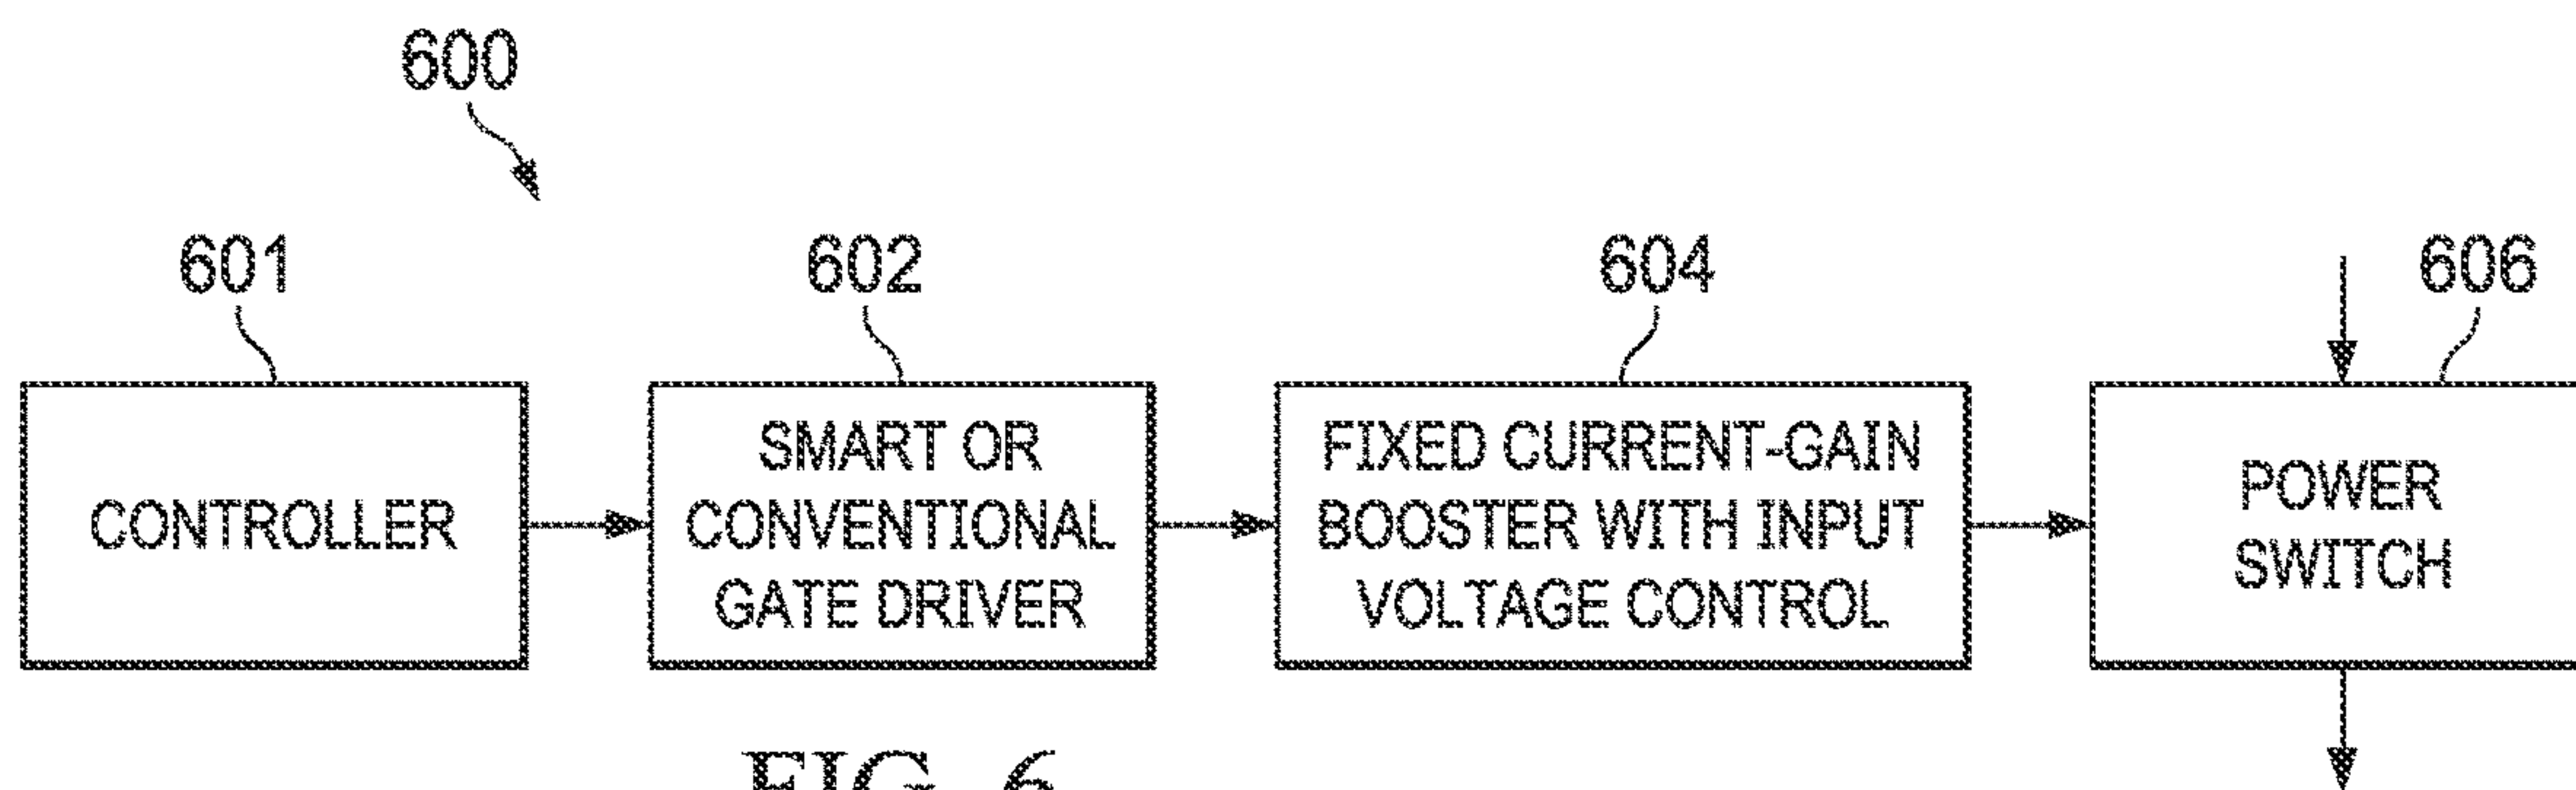 600
601
602
604
606
CONTROLLER
SMART OR
CONVENTIONAL
GATE DRIVER
FIXED CURRENT-GAIN
BOOSTER WITH INPUT
VOLTAGE CONTROL
POWER
SWITCH
FIG. 6